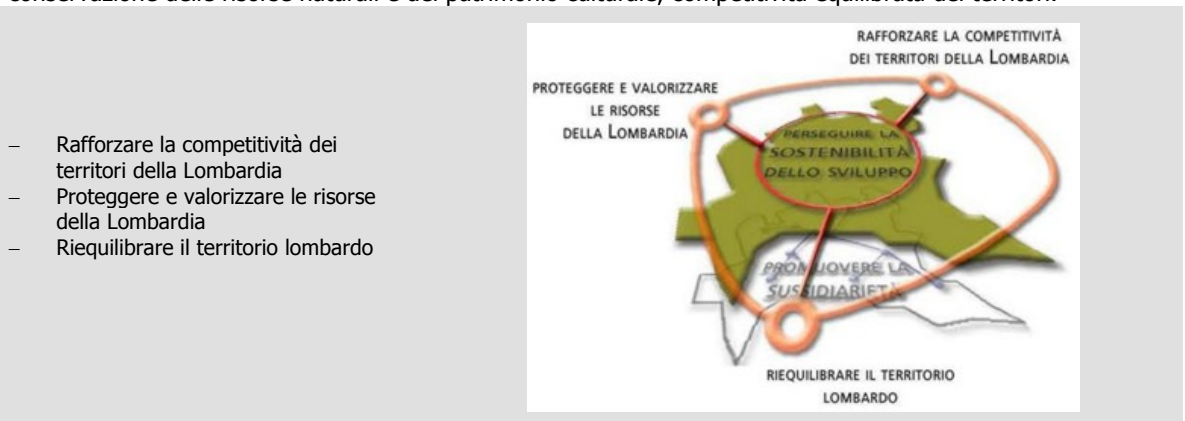 conservazione delle risorse naturali e del patrimonio culturale, competitività equilibrata dei territori.
– Rafforzare la competitività dei
territori della Lombardia
– Proteggere e valorizzare le risorse
della Lombardia
– Riequilibrare il territorio lombardo
RAFFORZARE LA COMPETITIVITÀ
DEI TERRITORI DELLA LOMBARDIA
PROTEGGERE E VALORIZZARE
LE RISORSE
DELLA LOMBARDIA
PERSEGUIRE LA
SOSTENIBILITÀ
DELLO SVILUPPO
PROMUOVERE LA
SUSSIDIARIETÀ
RIEQUILIBRARE IL TERRITORIO
LOMBARDO